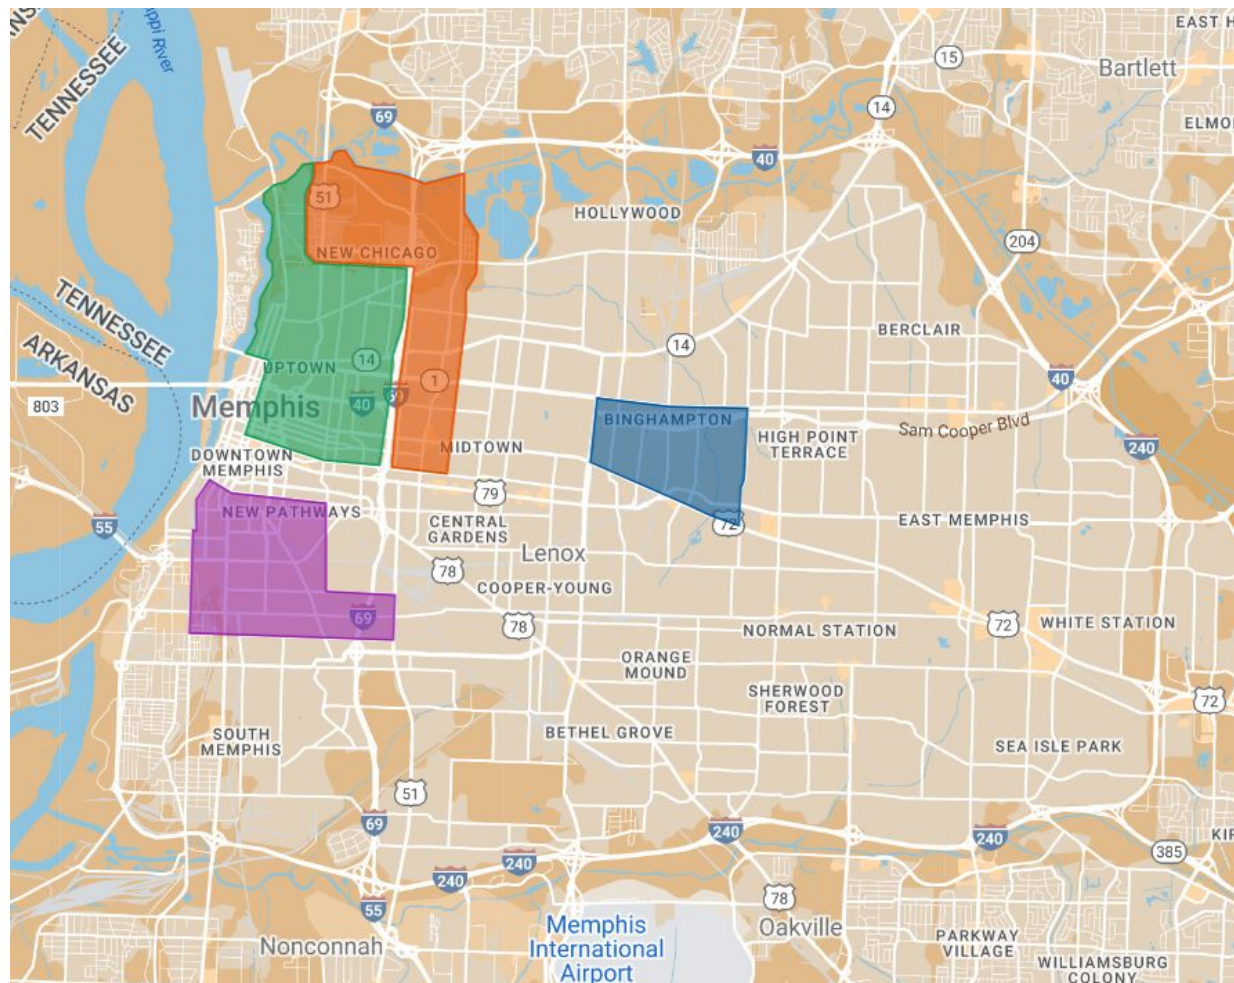 TENNESSEE
ppi River
15
EAST H
Bartlett
14
69
ELMO
40
51
HOLLYWOOD
204
NEW CHICAGO
TENNESSEE
ARKANSAS
BERCLAIR
14
UPTOWN
14
40
1
40
69
803
Memphis
BINGHAMPTON
Sam Cooper Blvd
HIGH POINT
TERRACE
MIDTOWN
240
DOWNTOWN
MEMPHIS
79
NEW PATHWAYS
55
CENTRAL
GARDENS
72
EAST MEMPHIS
Lenox
78
COOPER-YOUNG
69
78
NORMAL STATION
72
WHITE STATION
ORANGE
MOUND
SHERWOOD
FOREST
72
SOUTH
MEMPHIS
BETHEL GROVE
SEA ISLE PARK
51
69
240
240
KIR
385
240
240
55
78
Memphis
International
Airport
Oakville
Nonconnah
PARKWAY
VILLAGE
WILLIAMSBURG
COLONY